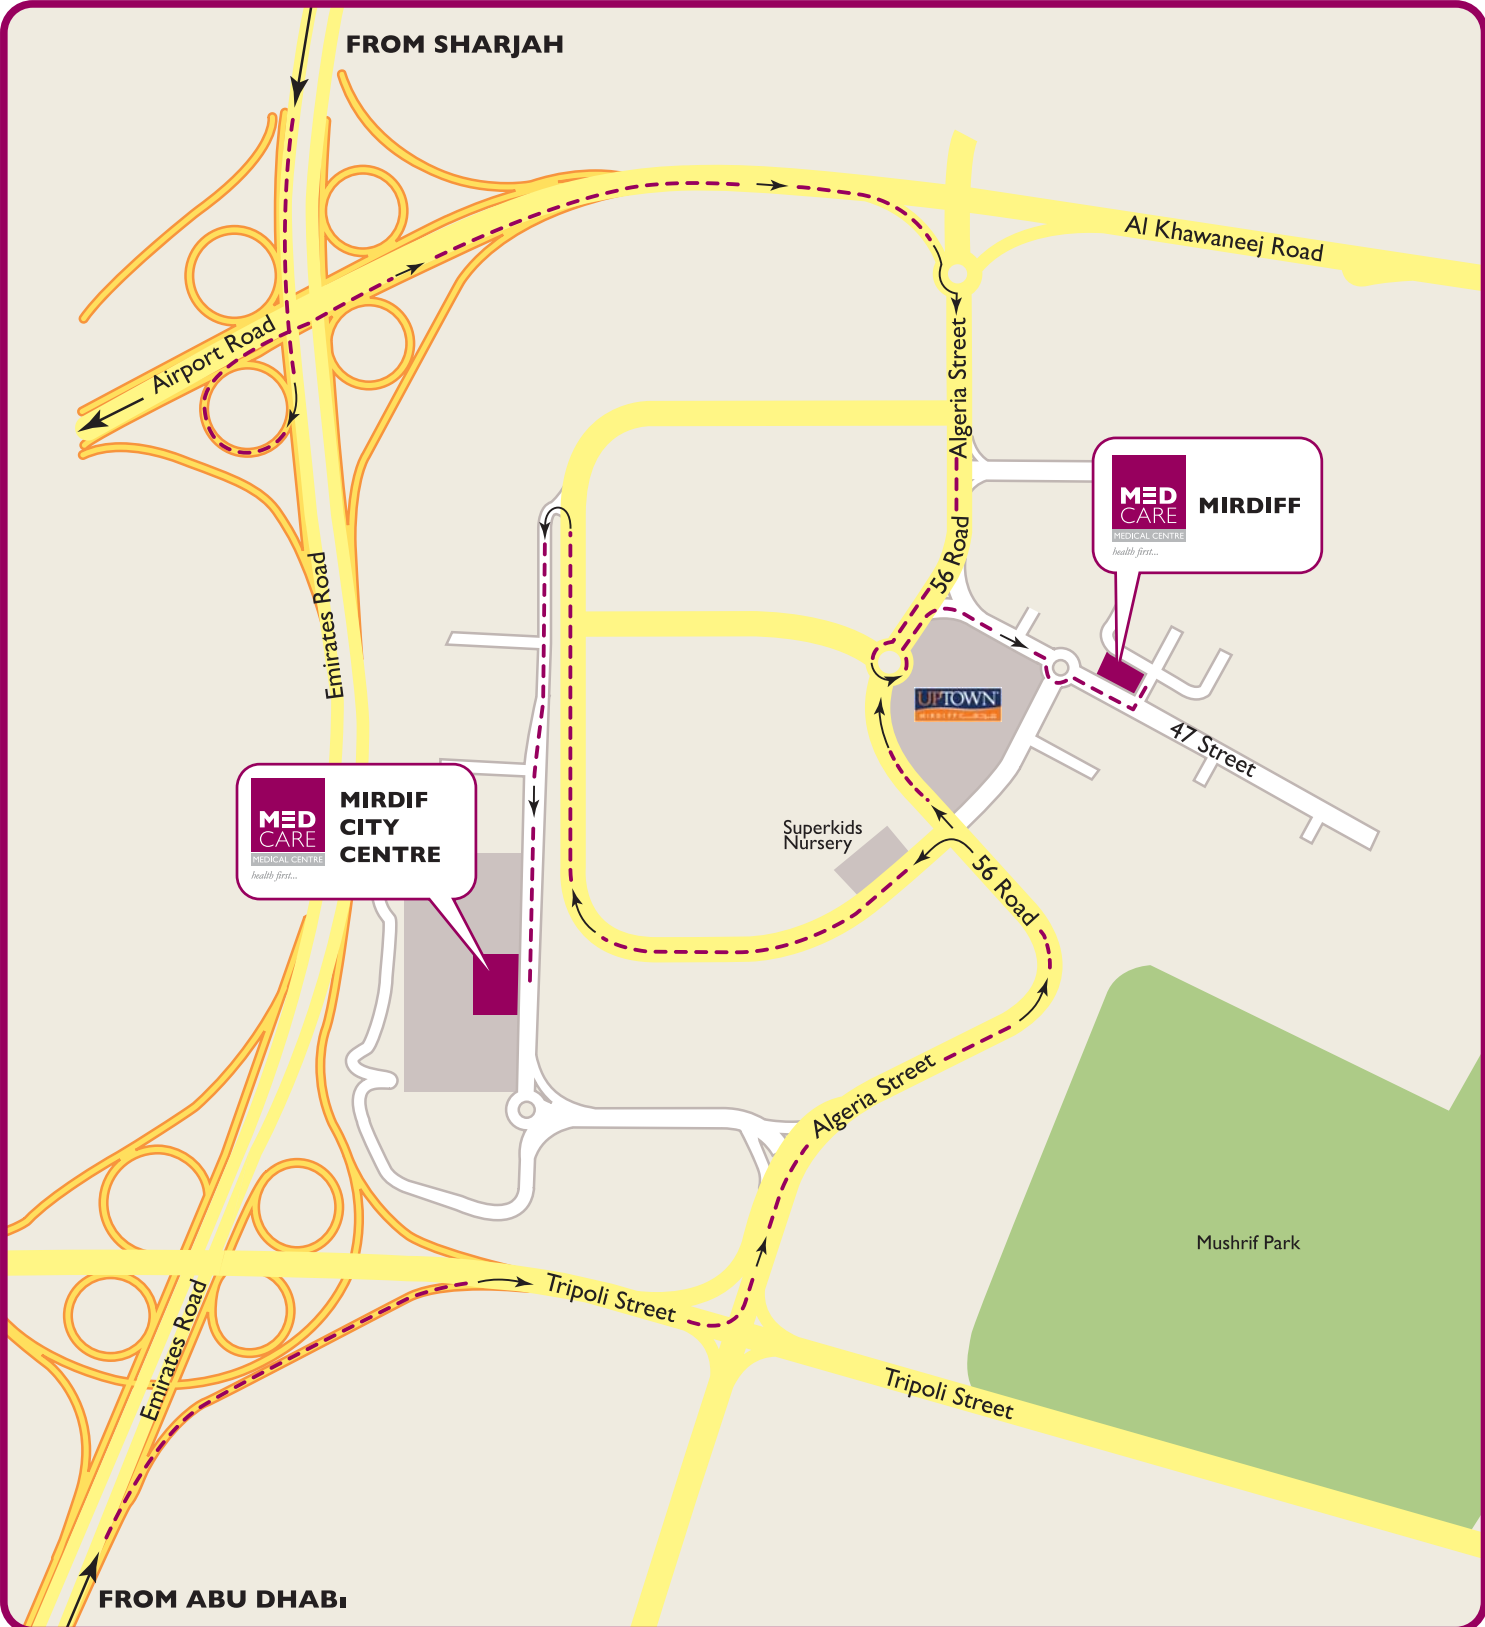 FROM SHARJAH
Al Khawaneej Road
Airport Road
Algeria Street
MED
CARE
MEDICAL CENTRE
health first...
MIRDIFF
56 Road
Emirates Road
UPTOWN
47 Street
MED
CARE
MEDICAL CENTRE
health first...
MIRDIF
CITY
CENTRE
Superkids
Nursery
56 Road
Algeria Street
Mushrif Park
Emirates Road
Tripoli Street
Tripoli Street
FROM ABU DHABI